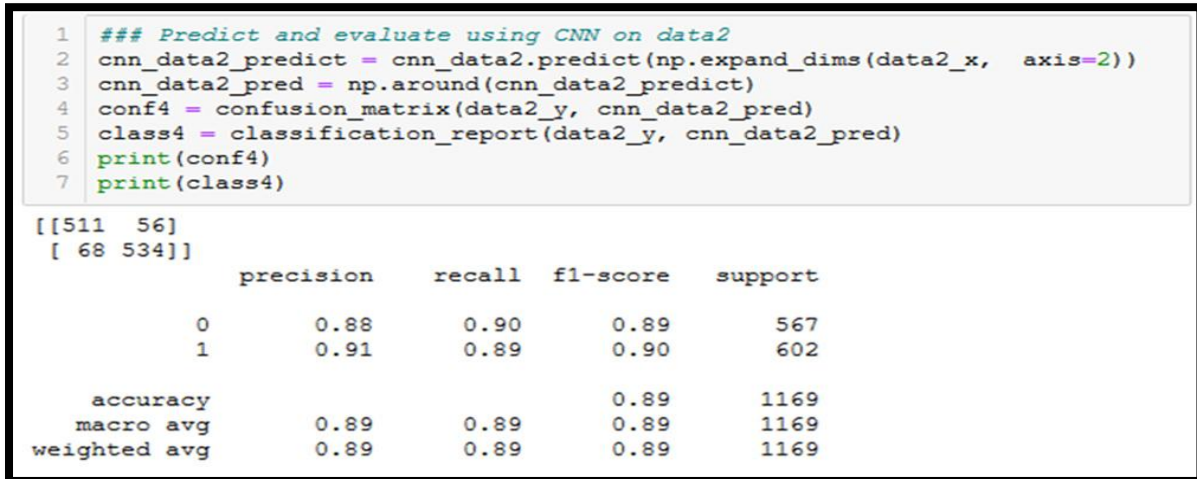 1 ### Predict and evaluate using CNN on data2
2 cnn_data2_predict = cnn_data2.predict(np.expand_dims(data2_x,  axis=2))
3 cnn_data2_pred = np.around(cnn_data2_predict)
4 conf4 = confusion_matrix(data2_y, cnn_data2_pred)
5 class4 = classification_report(data2_y, cnn_data2_pred)
6 print(conf4)
7 print(class4)
[[511  56]
 [ 68 534]]
              precision    recall  f1-score   support
           0       0.88      0.90      0.89       567
           1       0.91      0.89      0.90       602
    accuracy                           0.89      1169
   macro avg       0.89      0.89      0.89      1169
weighted avg       0.89      0.89      0.89      1169